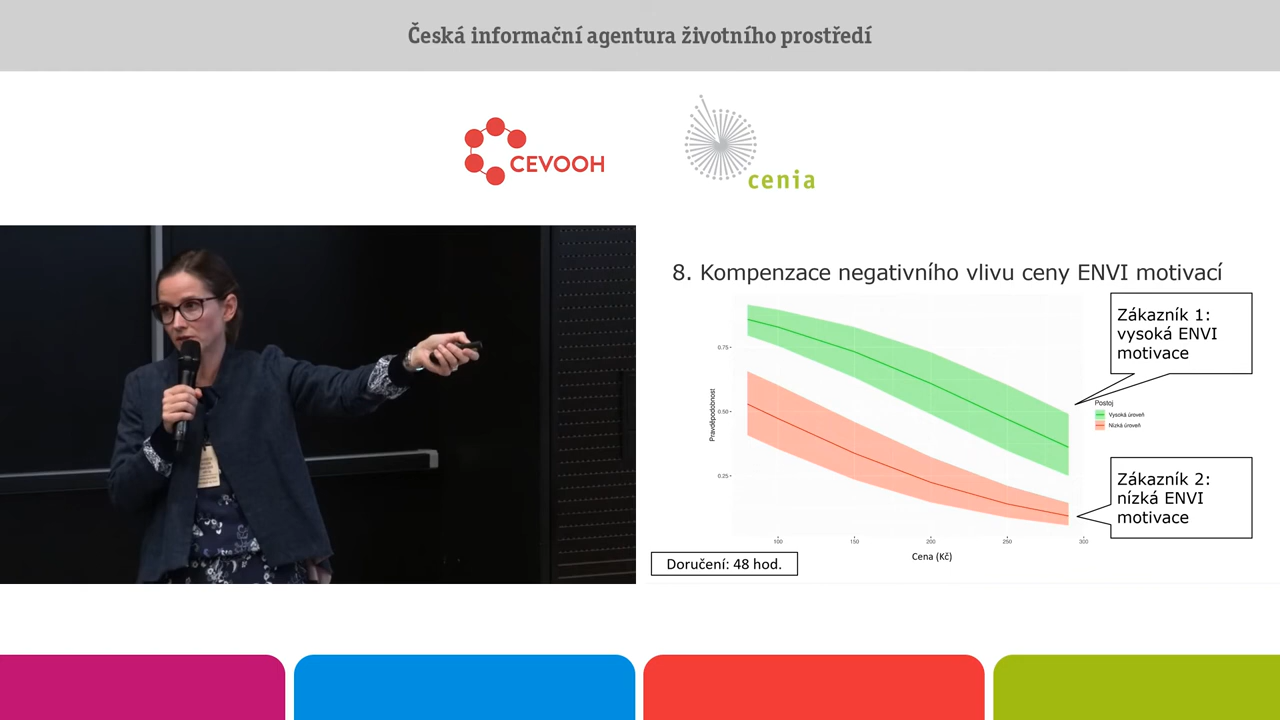 Česká informační agentura životního prostředí
CEVOOH
cenia
8. Kompenzace negativního vlivu ceny ENVI motivací
Zákazník 1:
vysoká ENVI
motivace
0.75
0.50
0.25
Pravděpodobnost
Postoj
Vysoká úroveň
Nízká úroveň
Zákazník 2:
nízká ENVI
motivace
100
150
200
250
300
Cena (Kč)
Doručení: 48 hod.